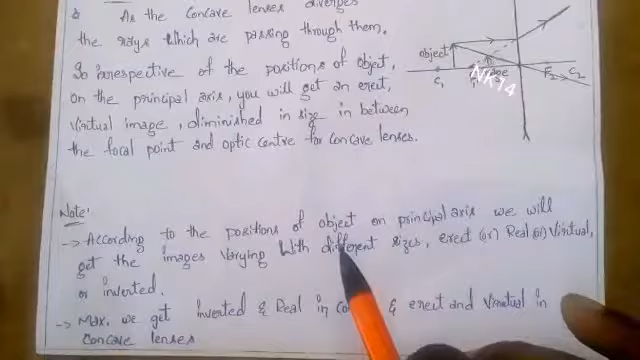 As the Concave lenses diverges
the rays which are passing through them.
So irrespective of the positions of object,
on the principal axis, you will get an erect,
Virtual image, diminished in size in between
the focal point and optic centre for Concave lenses.
object
C1
F2
C2
NK14
Note:
-> According to the positions of object on principal axis we will
get the images varying with different sizes, erect (or) Real (or) Virtual,
or inverted.
-> Max. we get inverted & Real in & erect and Virtual in
Concave lenses